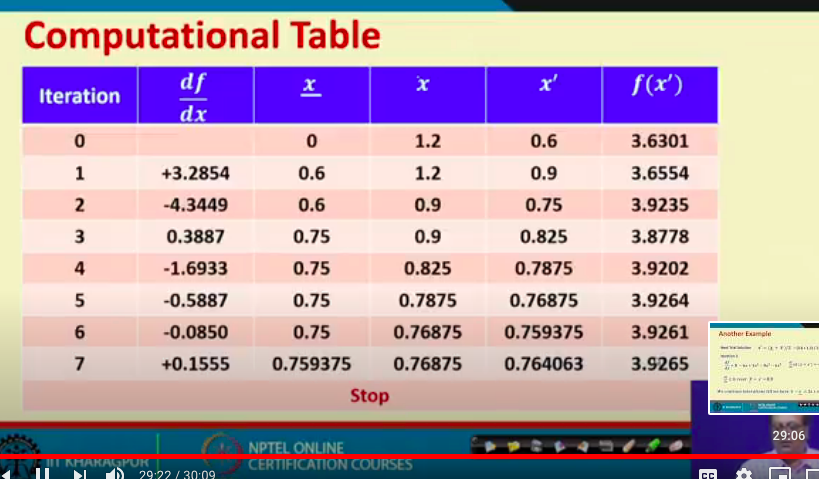 Computational Table
Iteration df/dx x x x′ f(x′)
0 0 1.2 0.6 3.6301
1 +3.2854 0.6 1.2 0.9 3.6554
2 -4.3449 0.6 0.9 0.75 3.9235
3 0.3887 0.75 0.9 0.825 3.8778
4 -1.6933 0.75 0.825 0.7875 3.9202
5 -0.5887 0.75 0.7875 0.76875 3.9264
6 -0.0850 0.75 0.76875 0.759375 3.9261
7 +0.1555 0.759375 0.76875 0.764063 3.9265
Stop
Another Example
29:06
IIT KHARAGPUR
NPTEL ONLINE
CERTIFICATION COURSES
29:22 / 30:09
CC